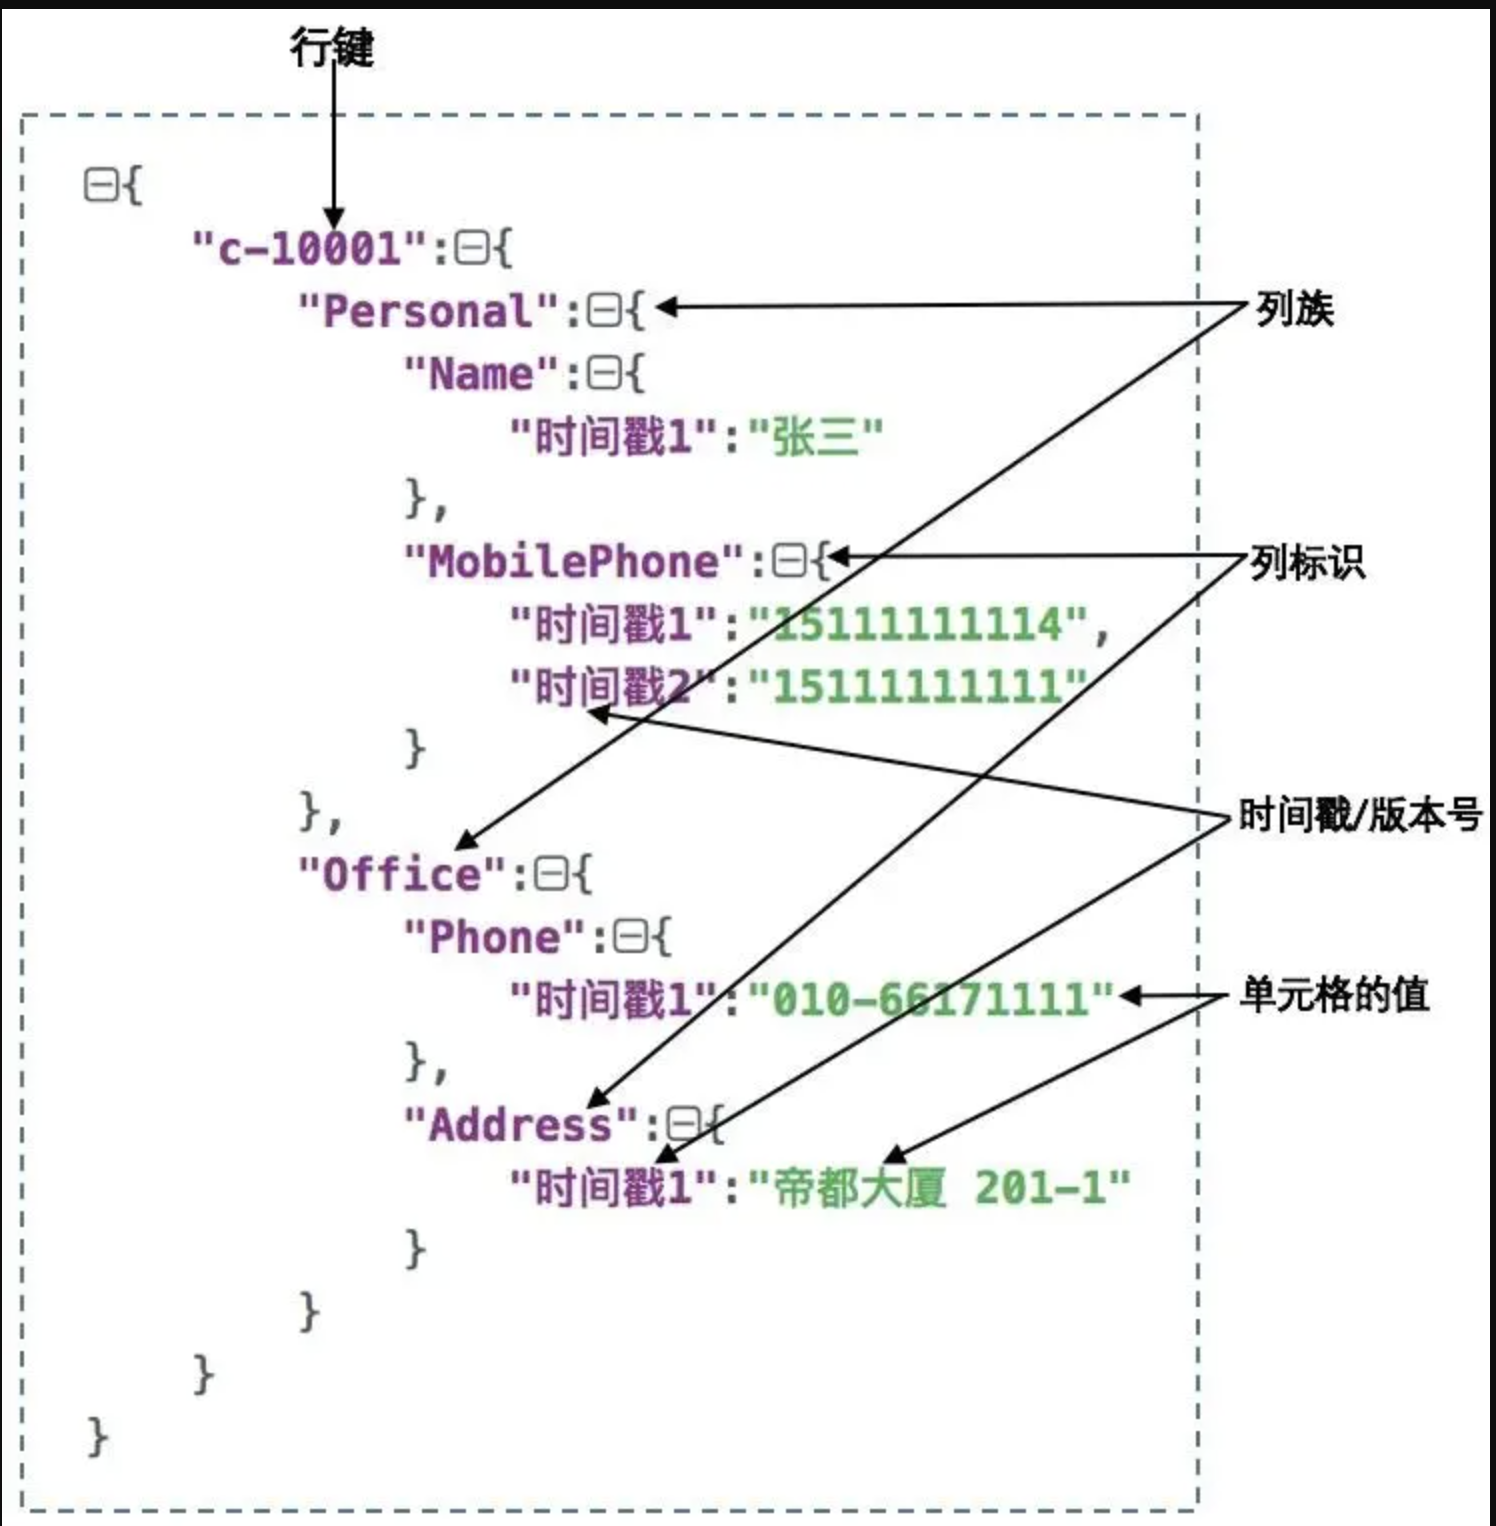 行键
{
"c-10001":{
"Personal":{
列族
"Name":{
"时间戳1":"张三"
},
"MobilePhone":{
列标识
"时间戳1":"15111111114",
"时间戳2":"15111111111"
}
},
时间戳/版本号
"Office":{
"Phone":{
"时间戳1":"010-66171111"
单元格的值
},
"Address":{
"时间戳1":"帝都大厦 201-1"
}
}
}
}